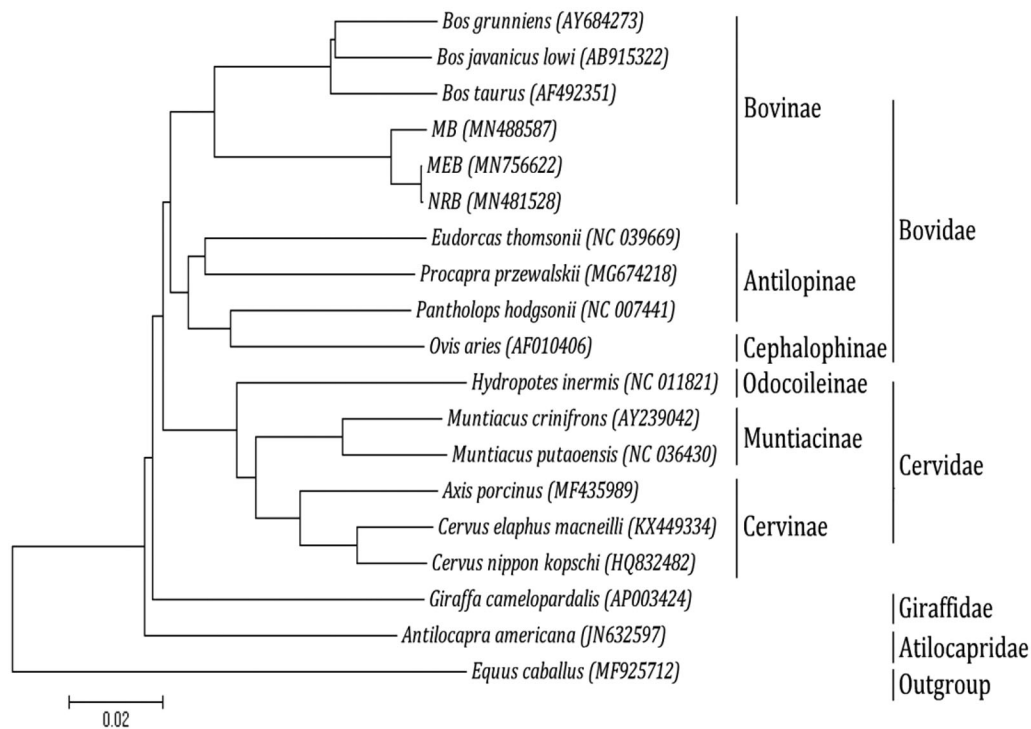 Bos grunniens (AY684273)
Bos javanicus lowi (AB915322)
Bos taurus (AF492351)
MB (MN488587)
MEB (MN756622)
NRB (MN481528)
Eudorcas thomsonii (NC 039669)
Procapra przewalskii (MG674218)
Pantholops hodgsonii (NC 007441)
Ovis aries (AF010406)
Hydropotes inermis (NC 011821)
Muntiacus crinifrons (AY239042)
Muntiacus putaoensis (NC 036430)
Axis porcinus (MF435989)
Cervus elaphus macneilli (KX449334)
Cervus nippon kopschi (HQ832482)
Giraffa camelopardalis (AP003424)
Antilocapra americana (JN632597)
Equus caballus (MF925712)
Bovinae
Antilopinae
Cephalophinae
Odocoileinae
Muntiacinae
Cervinae
Bovidae
Cervidae
Giraffidae
Atilocapridae
Outgroup
0.02